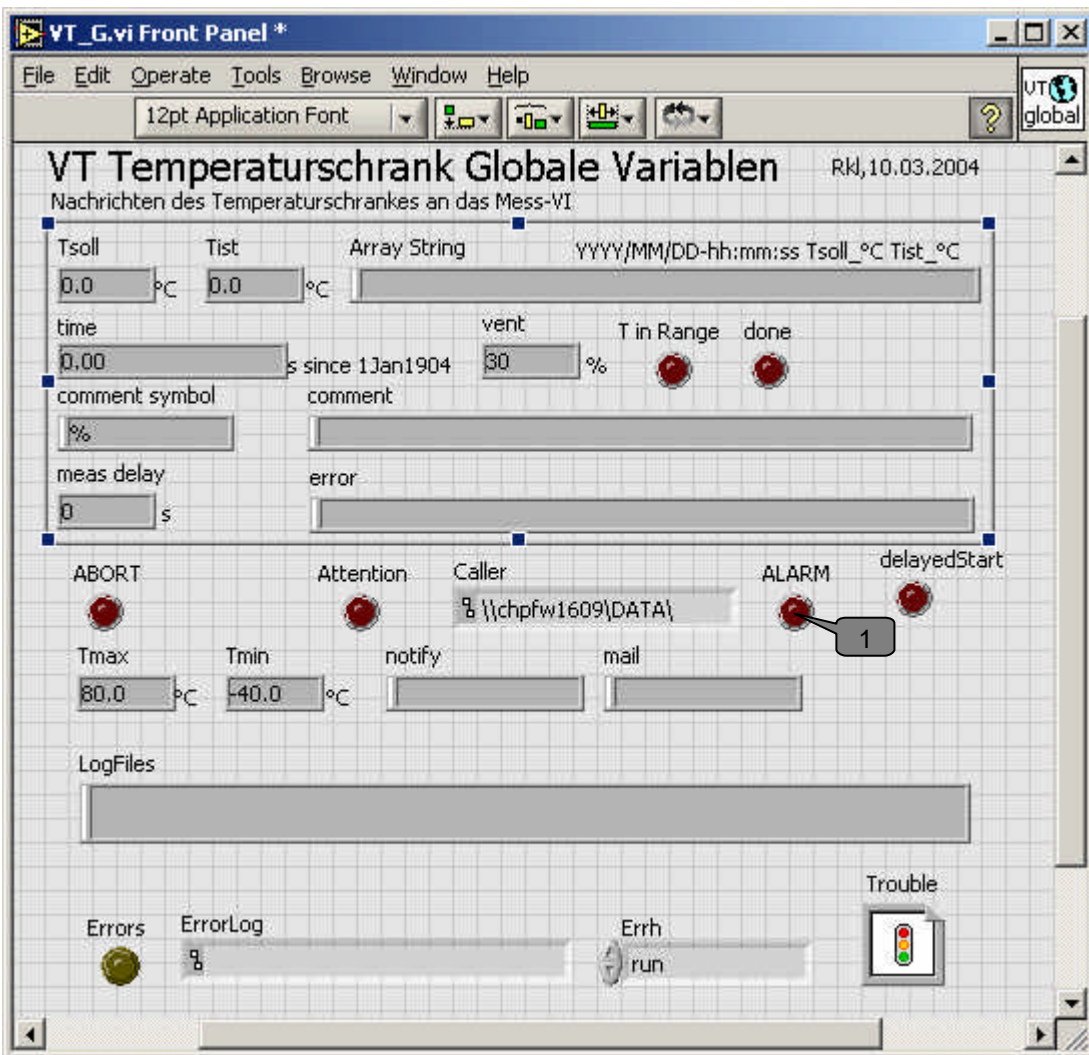 VT_G.vi Front Panel *
File Edit Operate Tools Browse Window Help
12pt Application Font
?
VT
global
VT Temperaturschrank Globale Variablen Rkl,10.03.2004
Nachrichten des Temperaturschrankes an das Mess-VI
Tsoll Tist Array String YYYY/MM/DD-hh:mm:ss Tsoll_°C Tist_°C
0.0 °C 0.0 °C
time vent T in Range done
0.00 s since 1Jan1904 30 %
comment symbol comment
%
meas delay error
0 s
ABORT Attention Caller ALARM delayedStart
\\chpfw1609\DATA\
1
Tmax Tmin notify mail
80.0 °C -40.0 °C
LogFiles
Trouble
Errors ErrorLog Errh
run